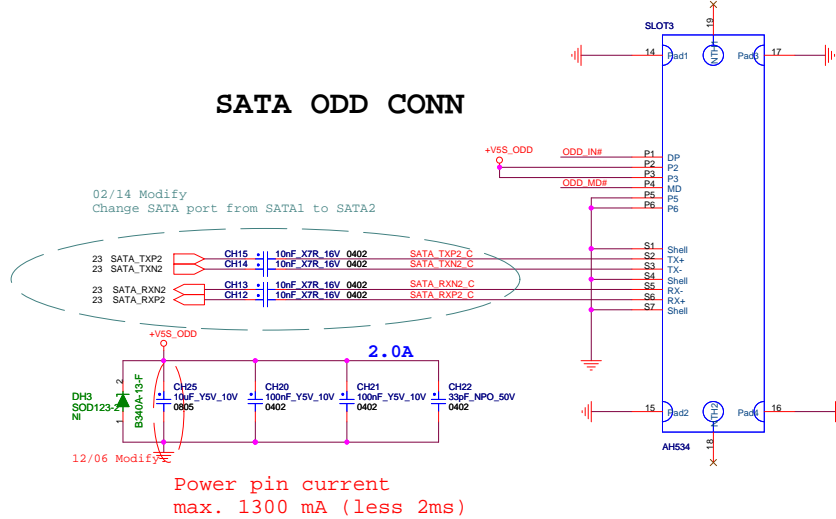 SLOT3
19
NTH1
14
Pad1
Pad3
17
SATA ODD CONN
+V5S_ODD
ODD_IN#
P1
DP
P2
P2
P3
P3
ODD_MD#
P4
MD
P5
P5
P6
P6
02/14 Modify
Change SATA port from SATA1 to SATA2
S1
Shell
23 SATA_TXP2
CH15
10nF_X7R_16V 0402
SATA_TXP2_C
S2
TX+
23 SATA_TXN2
CH14
10nF_X7R_16V 0402
SATA_TXN2_C
S3
TX-
S4
Shell
23 SATA_RXN2
CH13
10nF_X7R_16V 0402
SATA_RXN2_C
S5
RX-
23 SATA_RXP2
CH12
10nF_X7R_16V 0402
SATA_RXP2_C
S6
RX+
S7
Shell
+V5S_ODD
2.0A
2
1
DH3
SOD123-2
NI
B340A-13-F
CH25
10uF_Y5V_10V
0805
CH20
100nF_Y5V_10V
0402
CH21
100nF_Y5V_10V
0402
CH22
33pF_NPO_50V
0402
15
Pad2
NTH2
Pad4
16
18
AH534
12/06 Modify
Power pin current
max. 1300 mA (less 2ms)